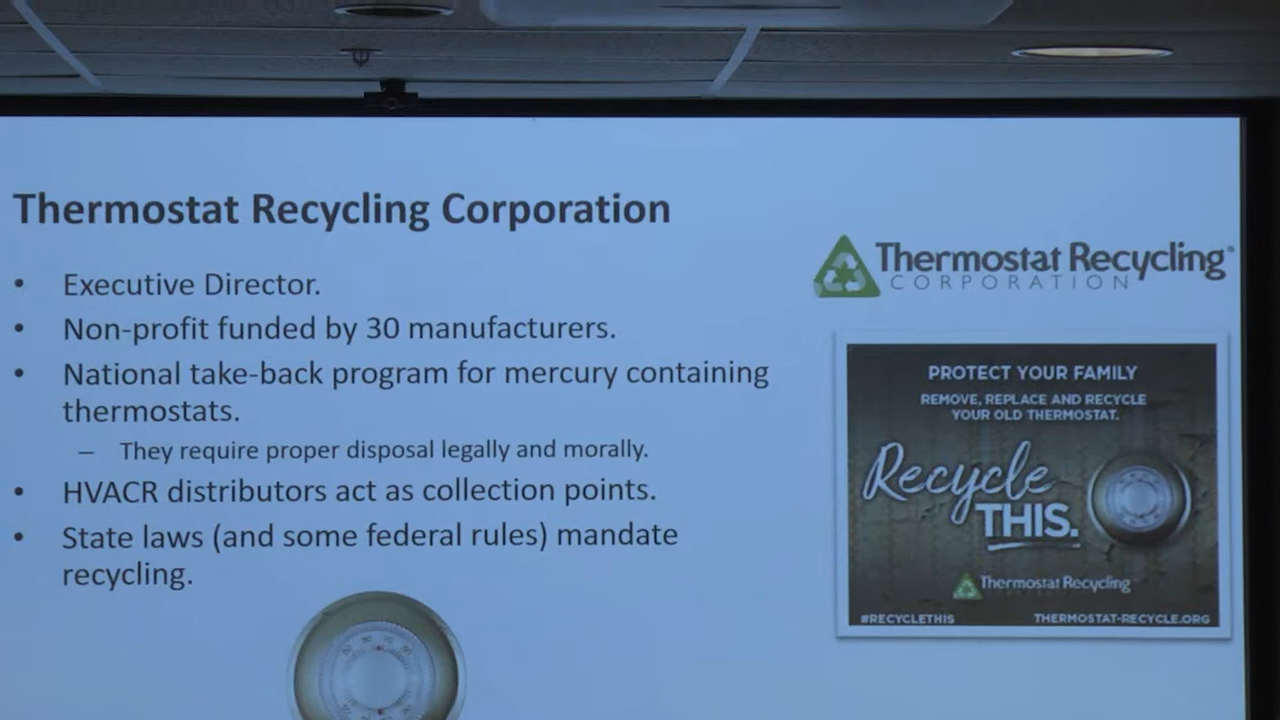 Thermostat Recycling Corporation
• Executive Director.
• Non-profit funded by 30 manufacturers.
• National take-back program for mercury containing
thermostats.
– They require proper disposal legally and morally.
• HVACR distributors act as collection points.
• State laws (and some federal rules) mandate
recycling.
Thermostat Recycling®
CORPORATION
PROTECT YOUR FAMILY
REMOVE, REPLACE AND RECYCLE
YOUR OLD THERMOSTAT.
Recycle
THIS.
Thermostat Recycling
#RECYCLETHIS
THERMOSTAT-RECYCLE.ORG